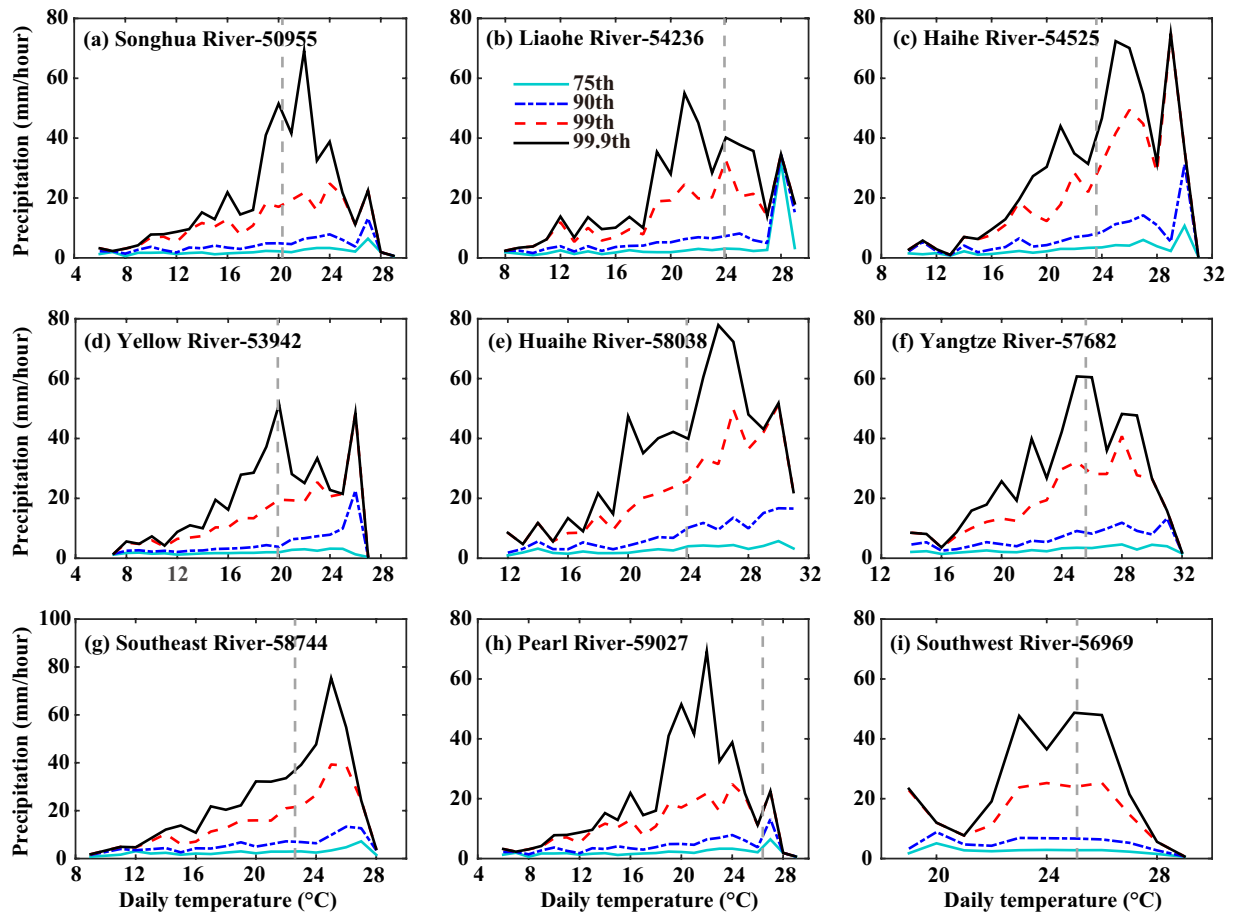 (a) Songhua River-50955
(b) Liaohe River-54236
(c) Haihe River-54525
75th
90th
99th
99.9th
Precipitation (mm/hour)
80
60
40
20
0
4 8 12 16 20 24 28
80
60
40
20
0
8 12 16 20 24 28
80
60
40
20
0
8 12 16 20 24 28 32
(d) Yellow River-53942
(e) Huaihe River-58038
(f) Yangtze River-57682
Precipitation (mm/hour)
80
60
40
20
0
4 8 12 16 20 24 28
80
60
40
20
0
12 16 20 24 28 32
80
60
40
20
0
12 16 20 24 28 32
(g) Southeast River-58744
(h) Pearl River-59027
(i) Southwest River-56969
Precipitation (mm/hour)
100
80
60
40
20
0
8 12 16 20 24 28
Daily temperature (°C)
80
60
40
20
0
4 8 12 16 20 24 28
Daily temperature (°C)
80
60
40
20
0
20 24 28
Daily temperature (°C)